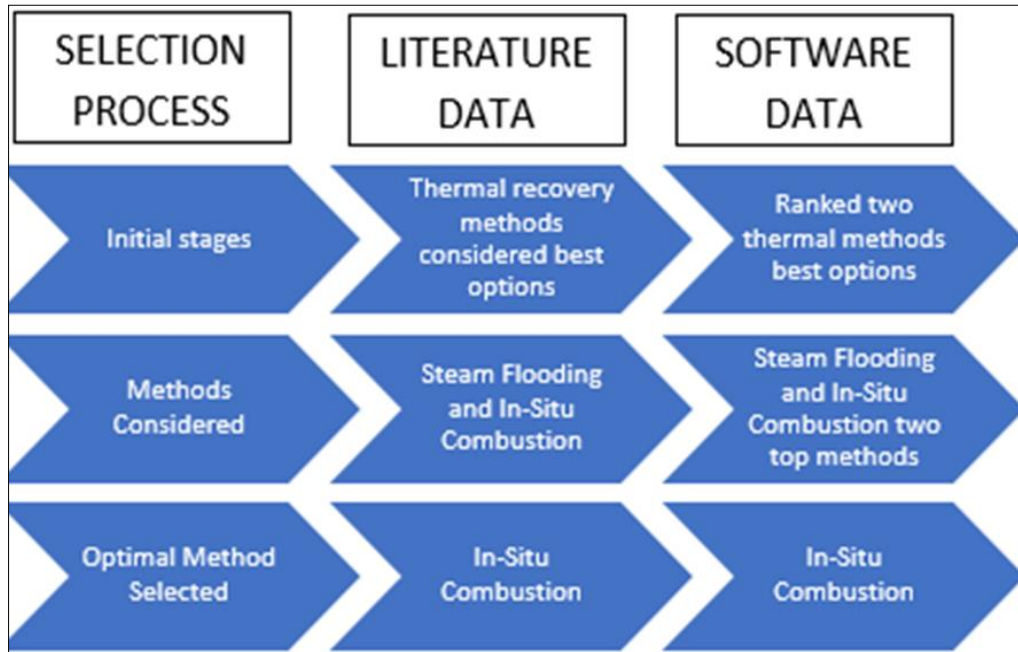 SELECTION
PROCESS
LITERATURE
DATA
SOFTWARE
DATA
Initial stages
Thermal recovery
methods
considered best
options
Ranked two
thermal methods
best options
Methods
Considered
Steam Flooding
and In-Situ
Combustion
Steam Flooding
and In-Situ
Combustion two
top methods
Optimal Method
Selected
In-Situ
Combustion
In-Situ
Combustion